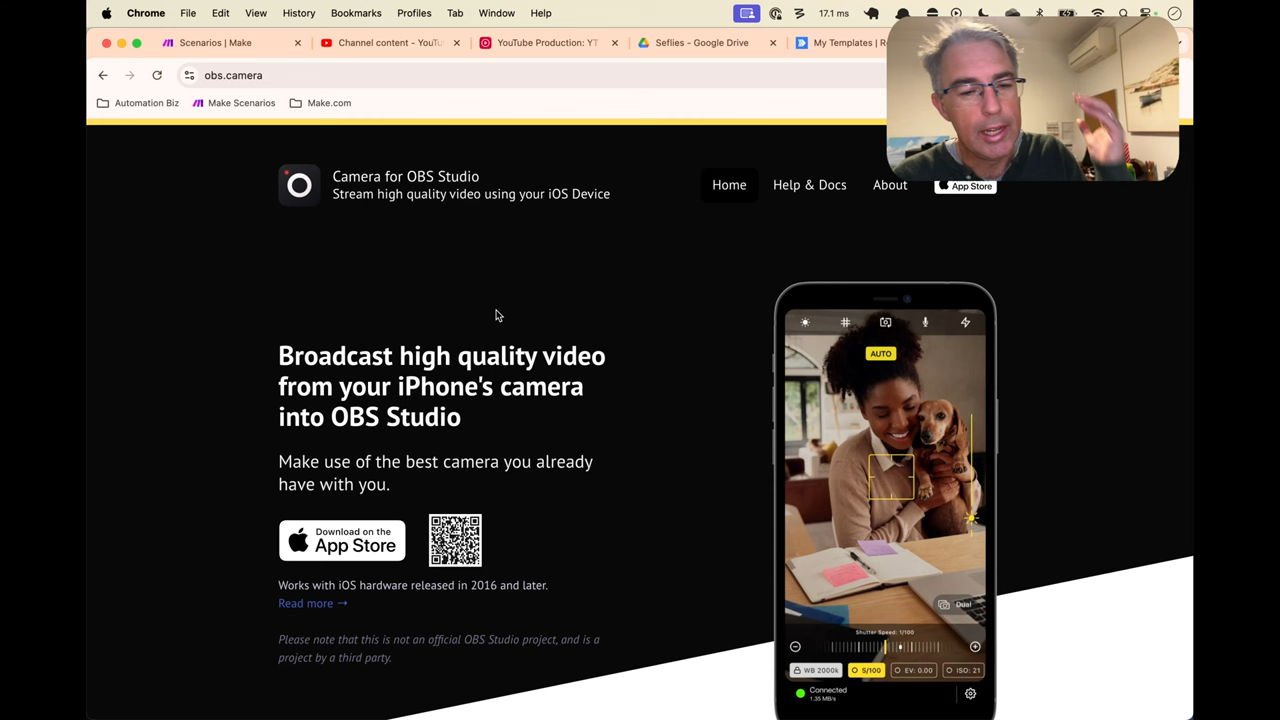 Chrome File Edit View History Bookmarks Profiles Tab Window Help 17.1 ms
Scenarios | Make
Channel content - YouTu
YouTube Production: YT
Seflies - Google Drive
My Templates | Re
obs.camera
Automation Biz
Make Scenarios
Make.com
Camera for OBS Studio
Stream high quality video using your iOS Device
Home
Help & Docs
About
App Store
Broadcast high quality video
from your iPhone's camera
into OBS Studio
Make use of the best camera you already
have with you.
Download on the
App Store
Works with iOS hardware released in 2016 and later.
Read more →
Please note that this is not an official OBS Studio project, and is a
project by a third party.
AUTO
Dual
Shutter Speed: 1/100
WB 2000k
S/100
EV: 0.00
ISO: 21
Connected
1.35 MB/s